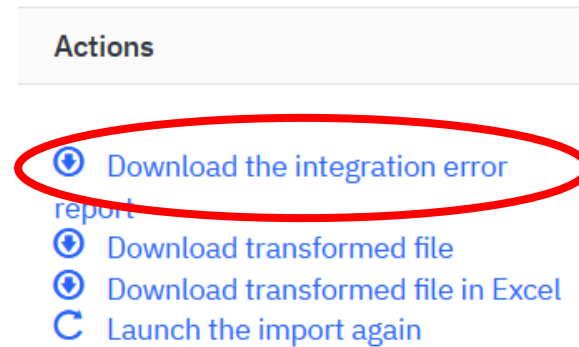 Actions
Download the integration error
report
Download transformed file
Download transformed file in Excel
Launch the import again